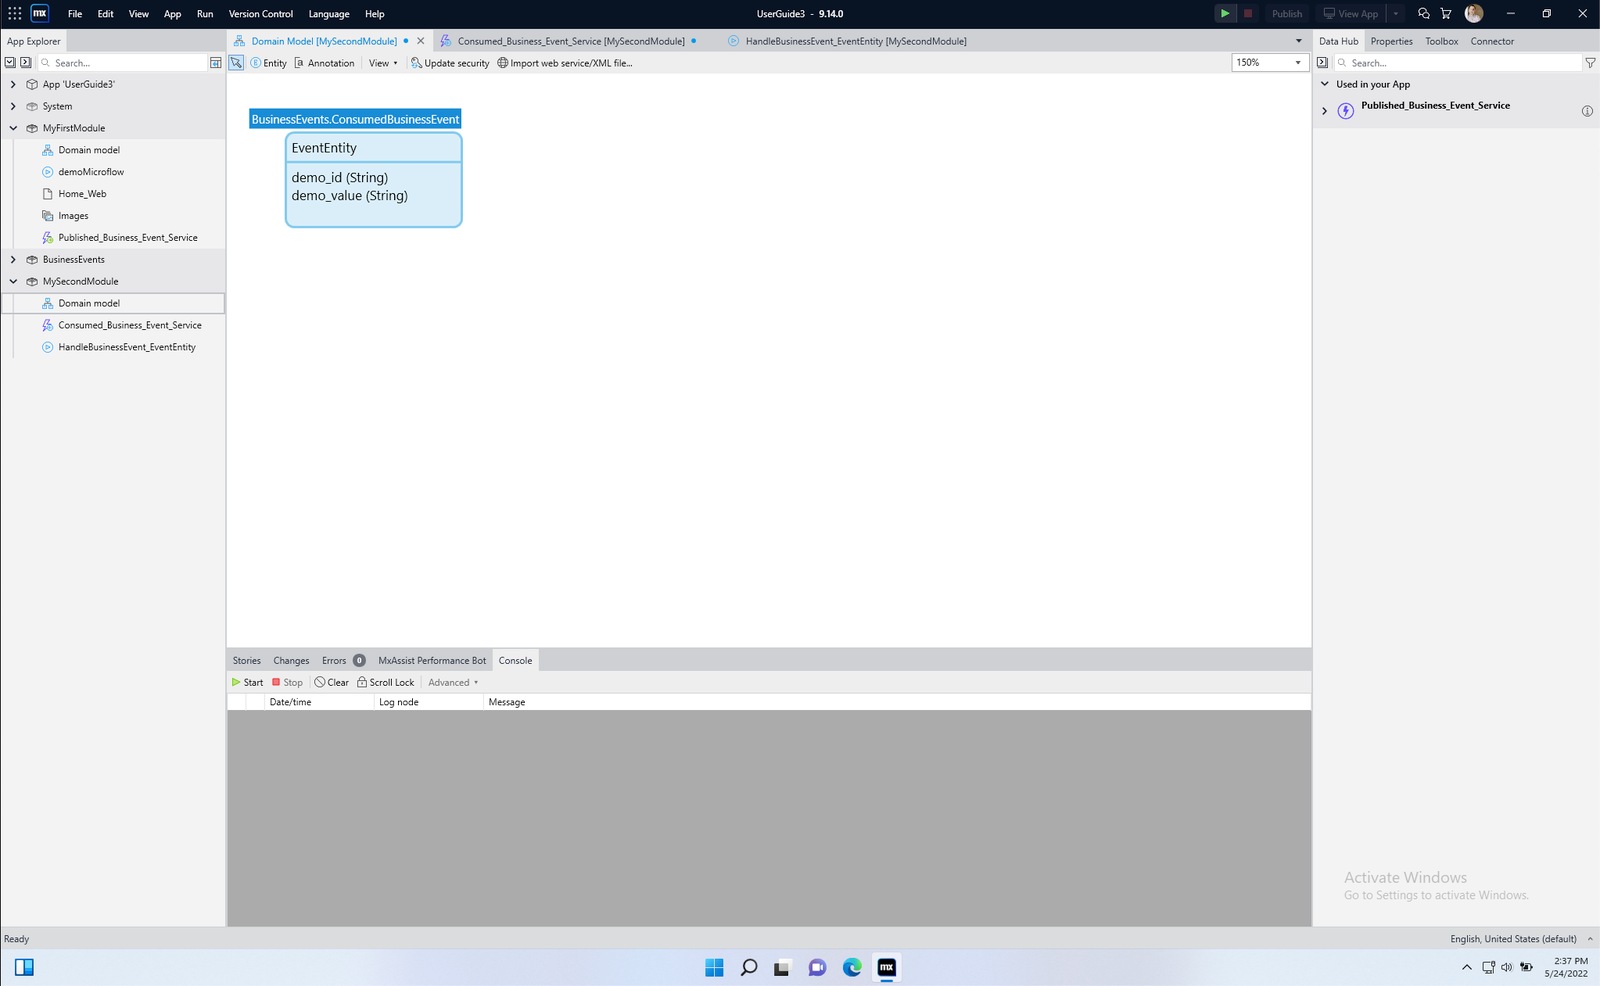 mx File Edit View App Run Version Control Language Help UserGuide3 - 9.14.0 Publish View App
App Explorer
Search...
App 'UserGuide3'
System
MyFirstModule
Domain model
demoMicroflow
Home_Web
Images
Published_Business_Event_Service
BusinessEvents
MySecondModule
Domain model
Consumed_Business_Event_Service
HandleBusinessEvent_EventEntity
Domain Model [MySecondModule] Consumed_Business_Event_Service [MySecondModule] HandleBusinessEvent_EventEntity [MySecondModule]
Entity Annotation View Update security Import web service/XML file... 150%
BusinessEvents.ConsumedBusinessEvent
EventEntity
demo_id (String)
demo_value (String)
Stories Changes Errors 0 MxAssist Performance Bot Console
Start Stop Clear Scroll Lock Advanced
Date/time Log node Message
Data Hub Properties Toolbox Connector
Search...
Used in your App
Published_Business_Event_Service
Activate Windows
Go to Settings to activate Windows.
Ready English, United States (default)
mx
2:37 PM
5/24/2022